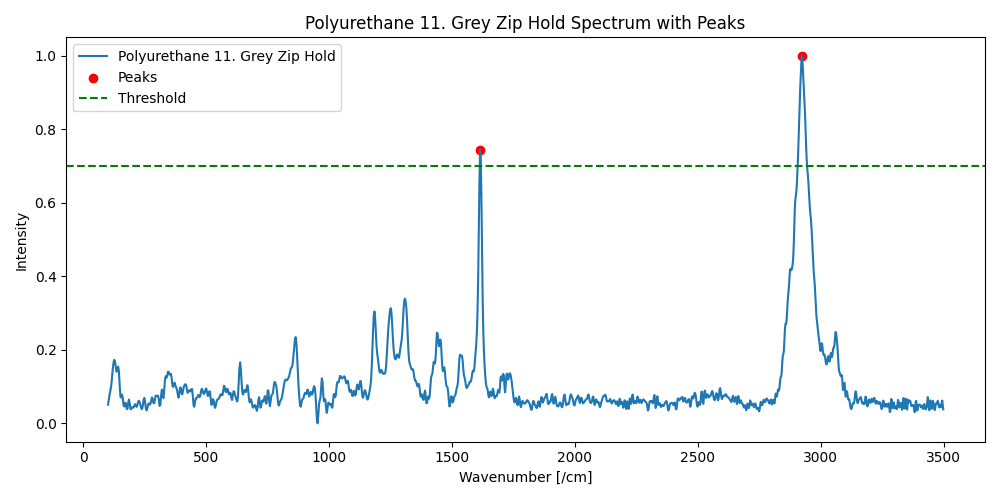 Polyurethane 11. Grey Zip Hold Spectrum with Peaks
Polyurethane 11. Grey Zip Hold
Peaks
Threshold
1.0
0.8
0.6
0.4
0.2
0.0
Intensity
0 500 1000 1500 2000 2500 3000 3500
Wavenumber [/cm]